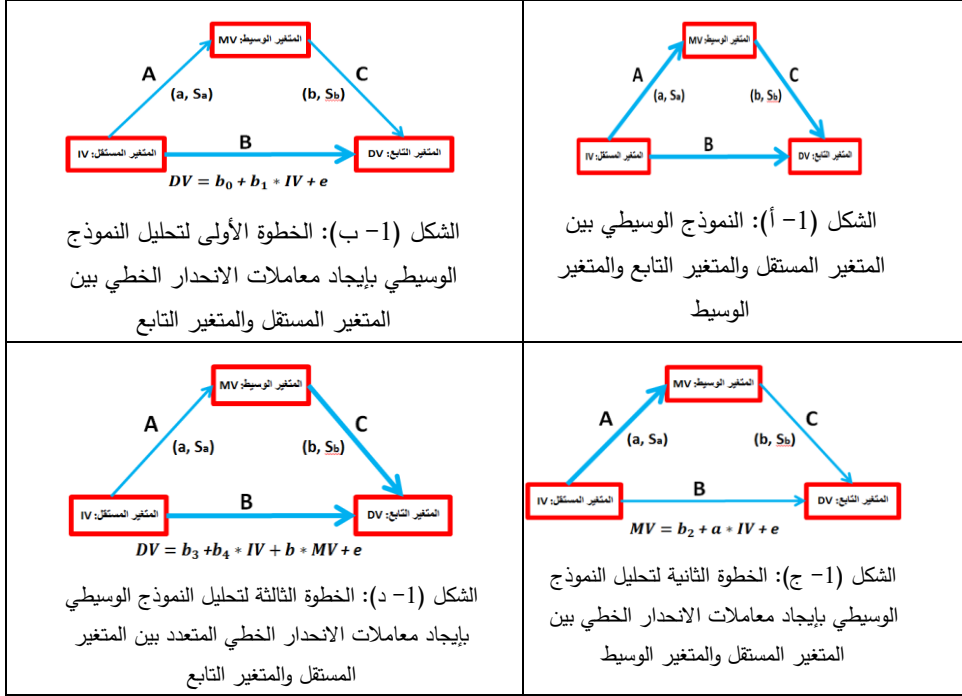 المتغير الوسيط: MV
A
C
(a, Sa)
(b, Sb)
المتغير المستقل: IV
B
المتغير التابع: DV
الشكل (1- أ): النموذج الوسيطي بين
المتغير المستقل والمتغير التابع والمتغير
الوسيط
المتغير الوسيط: MV
A
C
(a, Sa)
(b, Sb)
المتغير المستقل: IV
B
المتغير التابع: DV
DV = b₀ + b₁ * IV + e
الشكل (1- ب): الخطوة الأولى لتحليل النموذج
الوسيطي بإيجاد معاملات الانحدار الخطي بين
المتغير المستقل والمتغير التابع
المتغير الوسيط: MV
A
C
(a, Sa)
(b, Sb)
المتغير المستقل: IV
B
المتغير التابع: DV
MV = b₂ + a * IV + e
الشكل (1- ج): الخطوة الثانية لتحليل النموذج
الوسيطي بإيجاد معاملات الانحدار الخطي بين
المتغير المستقل والمتغير الوسيط
المتغير الوسيط: MV
A
C
(a, Sa)
(b, Sb)
المتغير المستقل: IV
B
المتغير التابع: DV
DV = b₃ +b₄ * IV + b * MV + e
الشكل (1- د): الخطوة الثالثة لتحليل النموذج الوسيطي
بإيجاد معاملات الانحدار الخطي المتعدد بين المتغير
المستقل والمتغير التابع